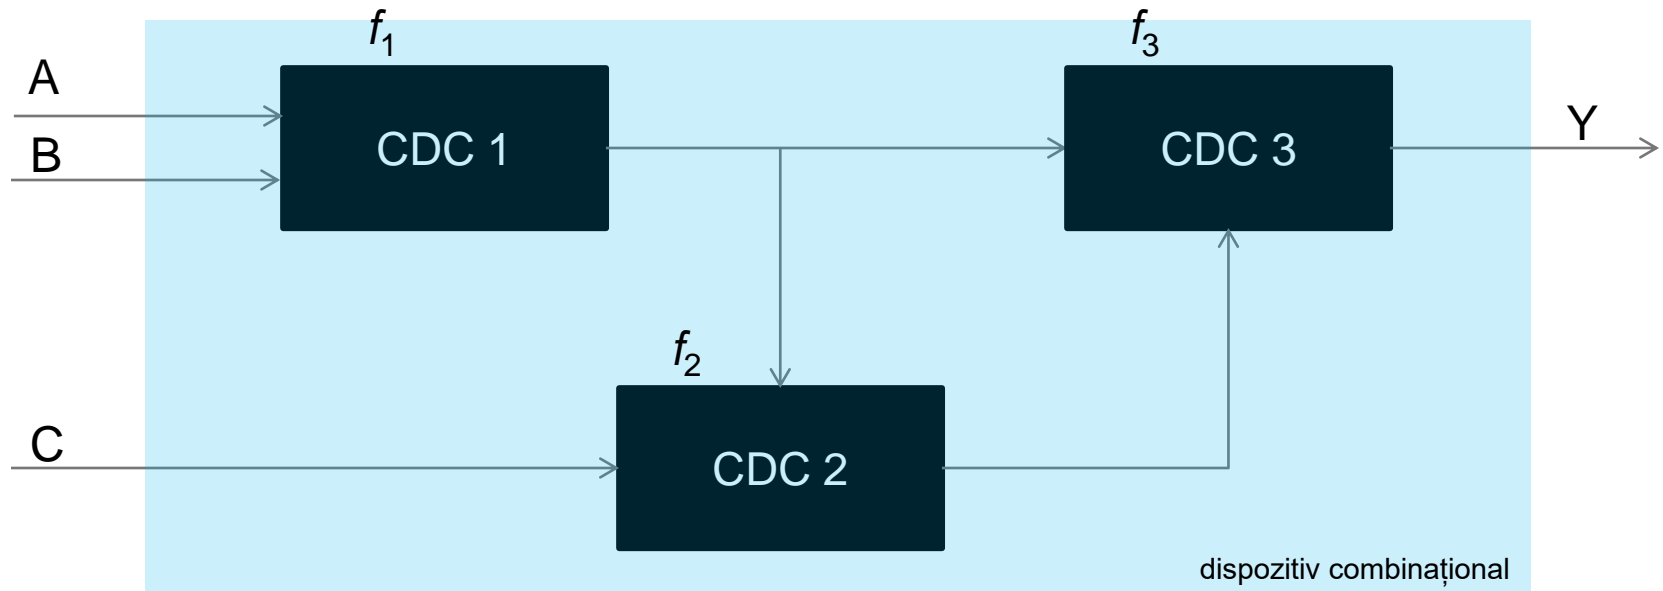 f1
f3
A
CDC 1
CDC 3
Y
B
f2
C
CDC 2
dispozitiv combinațional